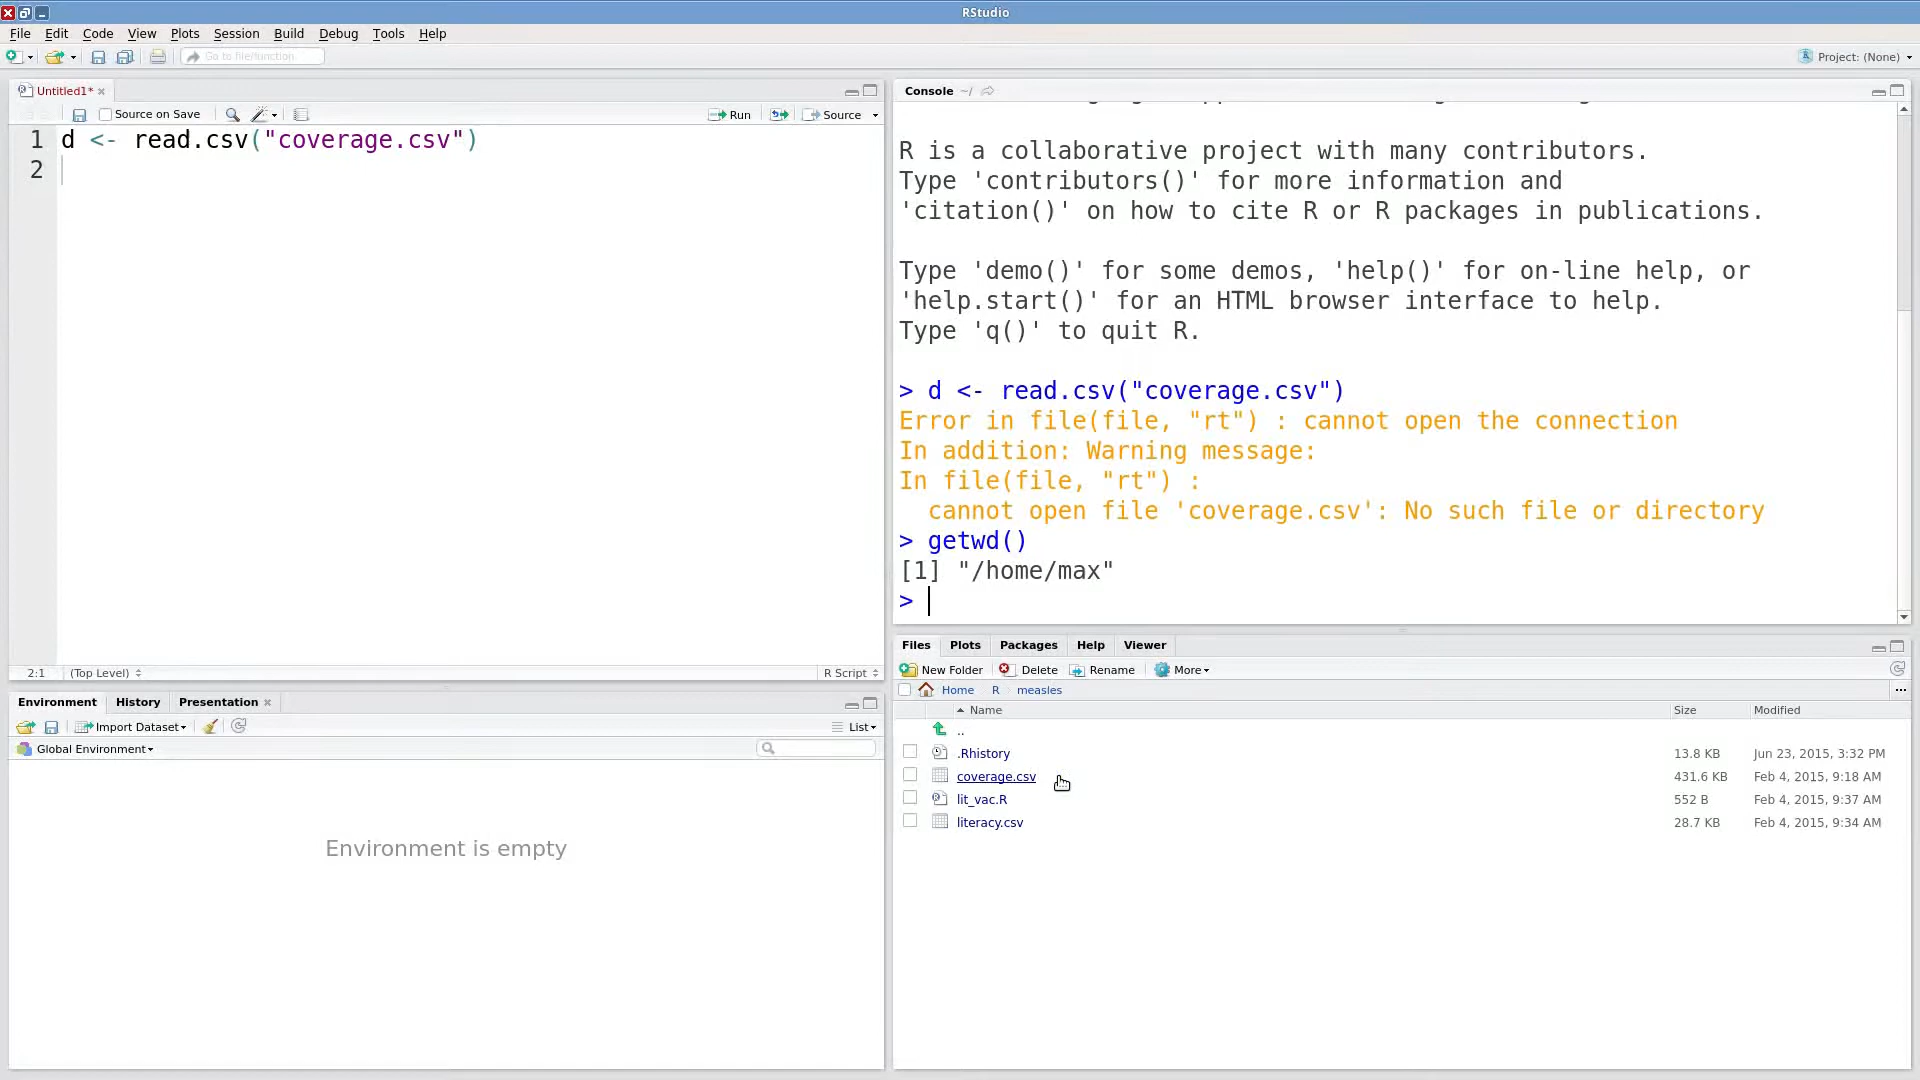 RStudio
File Edit Code View Plots Session Build Debug Tools Help
Go to file/function Project: (None)
Untitled1*
Source on Save Run Source
1 d <- read.csv("coverage.csv")
2
2:1 (Top Level) R Script
Environment History Presentation
Import Dataset List
Global Environment
Environment is empty
Console ~/
R is a collaborative project with many contributors.
Type 'contributors()' for more information and
'citation()' on how to cite R or R packages in publications.
Type 'demo()' for some demos, 'help()' for on-line help, or
'help.start()' for an HTML browser interface to help.
Type 'q()' to quit R.
> d <- read.csv("coverage.csv")
Error in file(file, "rt") : cannot open the connection
In addition: Warning message:
In file(file, "rt") :
cannot open file 'coverage.csv': No such file or directory
> getwd()
[1] "/home/max"
>
Files Plots Packages Help Viewer
New Folder Delete Rename More
Home R measles ...
Name Size Modified
..
.Rhistory 13.8 KB Jun 23, 2015, 3:32 PM
coverage.csv 431.6 KB Feb 4, 2015, 9:18 AM
lit_vac.R 552 B Feb 4, 2015, 9:37 AM
literacy.csv 28.7 KB Feb 4, 2015, 9:34 AM